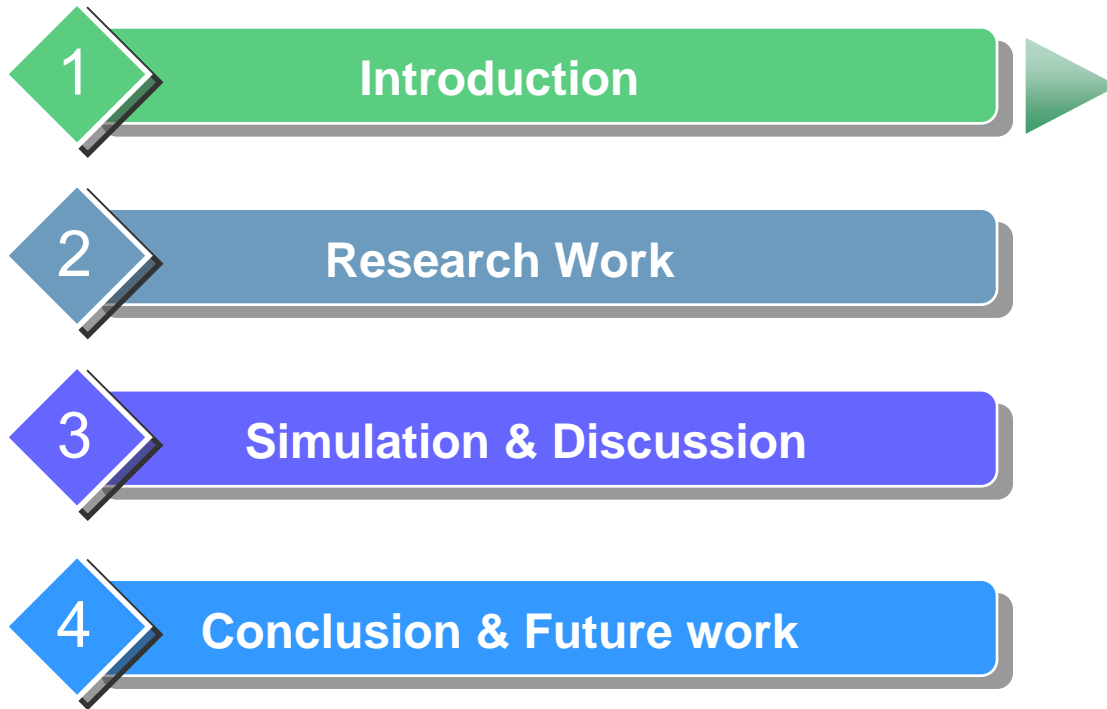 1 Introduction
2 Research Work
3 Simulation & Discussion
4 Conclusion & Future work